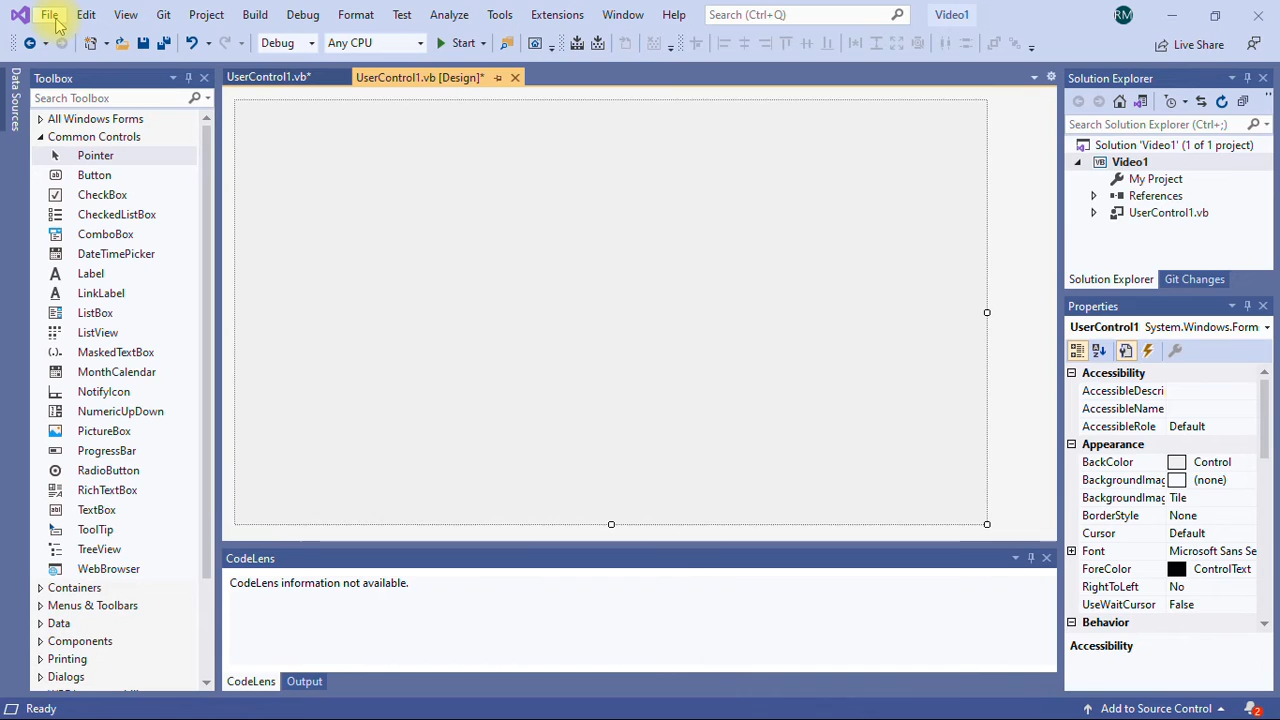 File Edit View Git Project Build Debug Format Test Analyze Tools Extensions Window Help Search (Ctrl+Q) Video1 RM
Debug Any CPU Start Live Share
Data Sources
Toolbox
Search Toolbox
All Windows Forms
Common Controls
Pointer
Button
CheckBox
CheckedListBox
ComboBox
DateTimePicker
Label
LinkLabel
ListBox
ListView
MaskedTextBox
MonthCalendar
NotifyIcon
NumericUpDown
PictureBox
ProgressBar
RadioButton
RichTextBox
TextBox
ToolTip
TreeView
WebBrowser
Containers
Menus & Toolbars
Data
Components
Printing
Dialogs
UserControl1.vb* UserControl1.vb [Design]*
CodeLens
CodeLens information not available.
CodeLens Output
Solution Explorer
Search Solution Explorer (Ctrl+;)
Solution 'Video1' (1 of 1 project)
VB Video1
My Project
References
UserControl1.vb
Solution Explorer Git Changes
Properties
UserControl1 System.Windows.Form
Accessibility
AccessibleDescri
AccessibleName
AccessibleRole Default
Appearance
BackColor Control
BackgroundImag (none)
BackgroundImag Tile
BorderStyle None
Cursor Default
Font Microsoft Sans Se
ForeColor ControlText
RightToLeft No
UseWaitCursor False
Behavior
Accessibility
Ready Add to Source Control 2